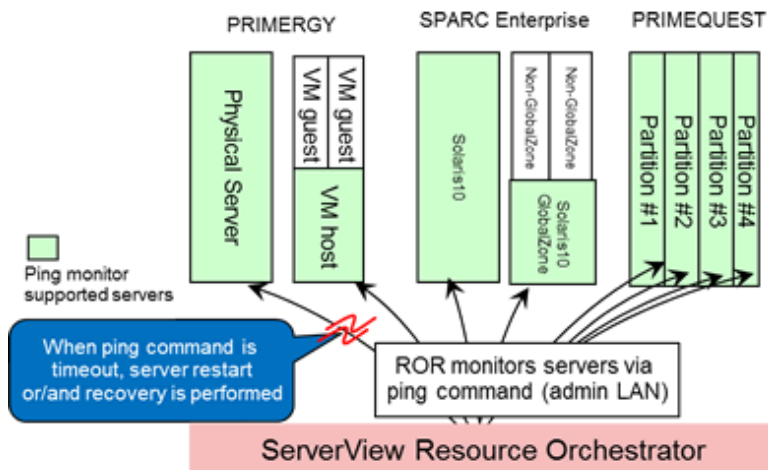 PRIMERGY
SPARC Enterprise
PRIMEQUEST
Physical Server
VM guest
VM guest
VM host
Solaris10
Non-GlobalZone
Non-GlobalZone
Solaris10
GlobalZone
Partition #1
Partition #2
Partition #3
Partition #4
Ping monitor
supported servers
When ping command is
timeout, server restart
or/and recovery is performed
ROR monitors servers via
ping command (admin LAN)
ServerView Resource Orchestrator